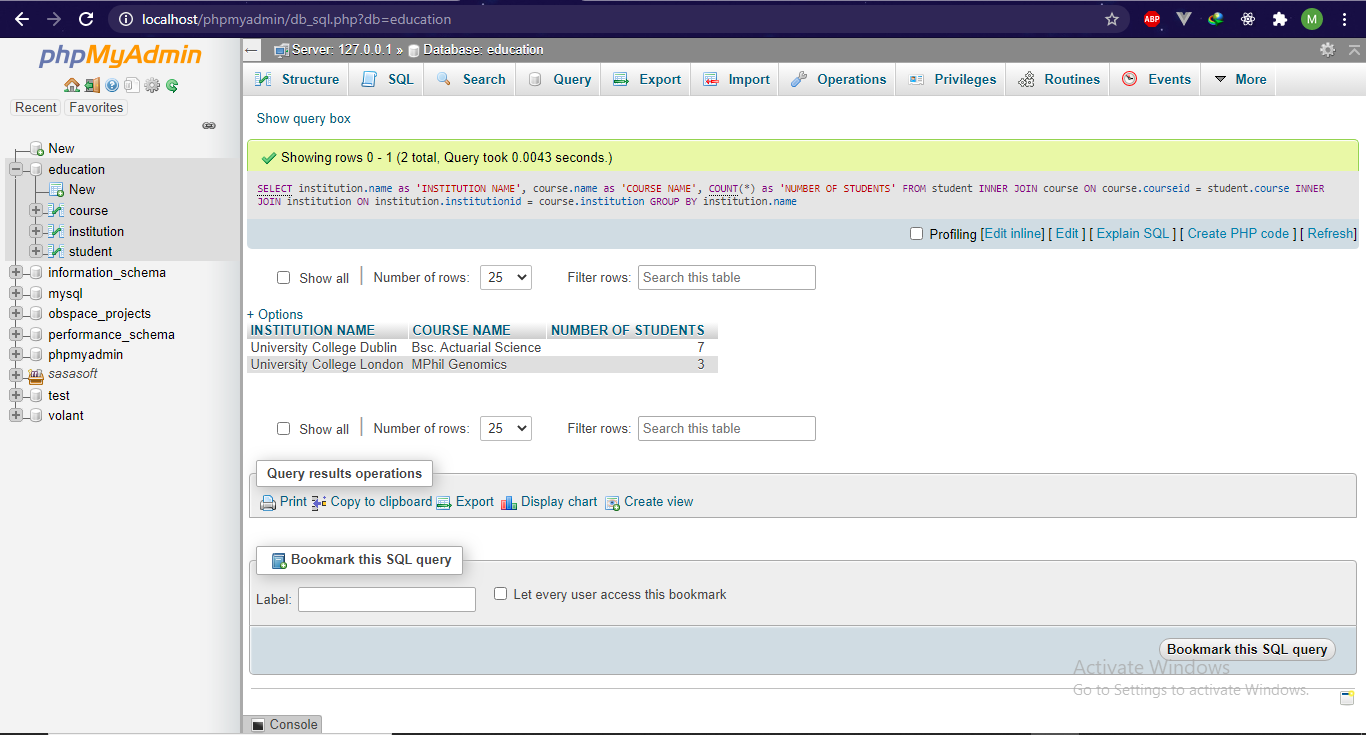 localhost/phpmyadmin/db_sql.php?db=education
ABP
M
phpMyAdmin
Recent Favorites
New
education
New
course
institution
student
information_schema
mysql
obspace_projects
performance_schema
phpmyadmin
sasasoft
test
volant
Server: 127.0.0.1 » Database: education
Structure SQL Search Query Export Import Operations Privileges Routines Events More
Show query box
Showing rows 0 - 1 (2 total, Query took 0.0043 seconds.)
SELECT institution.name as 'INSTITUTION NAME', course.name as 'COURSE NAME', COUNT(*) as 'NUMBER OF STUDENTS' FROM student INNER JOIN course ON course.courseid = student.course INNER
JOIN institution ON institution.institutionid = course.institution GROUP BY institution.name
Profiling [Edit inline] [ Edit ] [ Explain SQL ] [ Create PHP code ] [ Refresh]
Show all | Number of rows: 25 Filter rows: Search this table
+ Options
INSTITUTION NAME COURSE NAME NUMBER OF STUDENTS
University College Dublin Bsc. Actuarial Science 7
University College London MPhil Genomics 3
Show all | Number of rows: 25 Filter rows: Search this table
Query results operations
Print Copy to clipboard Export Display chart Create view
Bookmark this SQL query
Label: Let every user access this bookmark
Bookmark this SQL query
Activate Windows
Go to Settings to activate Windows.
Console